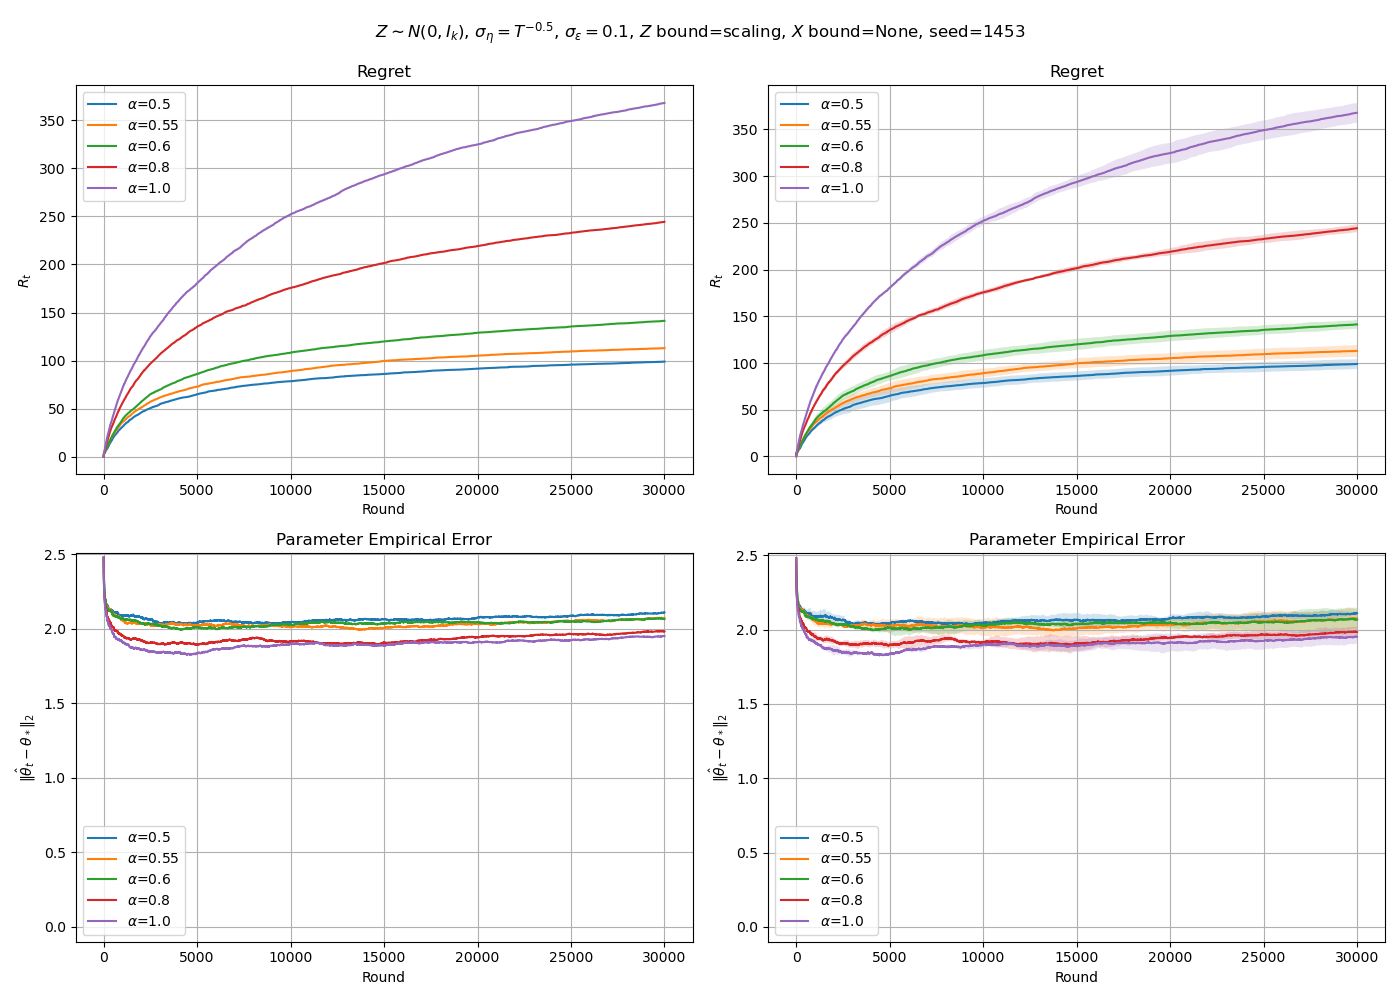 Z ∼ N(0, I_k), σ_η = T^{−0.5}, σ_ε = 0.1, Z bound=scaling, X bound=None, seed=1453
Regret
α=0.5
α=0.55
α=0.6
α=0.8
α=1.0
350
300
250
200
150
100
50
0
R_t
0 5000 10000 15000 20000 25000 30000
Round
Regret
α=0.5
α=0.55
α=0.6
α=0.8
α=1.0
350
300
250
200
150
100
50
0
R_t
0 5000 10000 15000 20000 25000 30000
Round
Parameter Empirical Error
2.5
2.0
1.5
1.0
0.5
0.0
‖θ̂_t − θ_*‖_2
α=0.5
α=0.55
α=0.6
α=0.8
α=1.0
0 5000 10000 15000 20000 25000 30000
Round
Parameter Empirical Error
2.5
2.0
1.5
1.0
0.5
0.0
‖θ̂_t − θ_*‖_2
α=0.5
α=0.55
α=0.6
α=0.8
α=1.0
0 5000 10000 15000 20000 25000 30000
Round